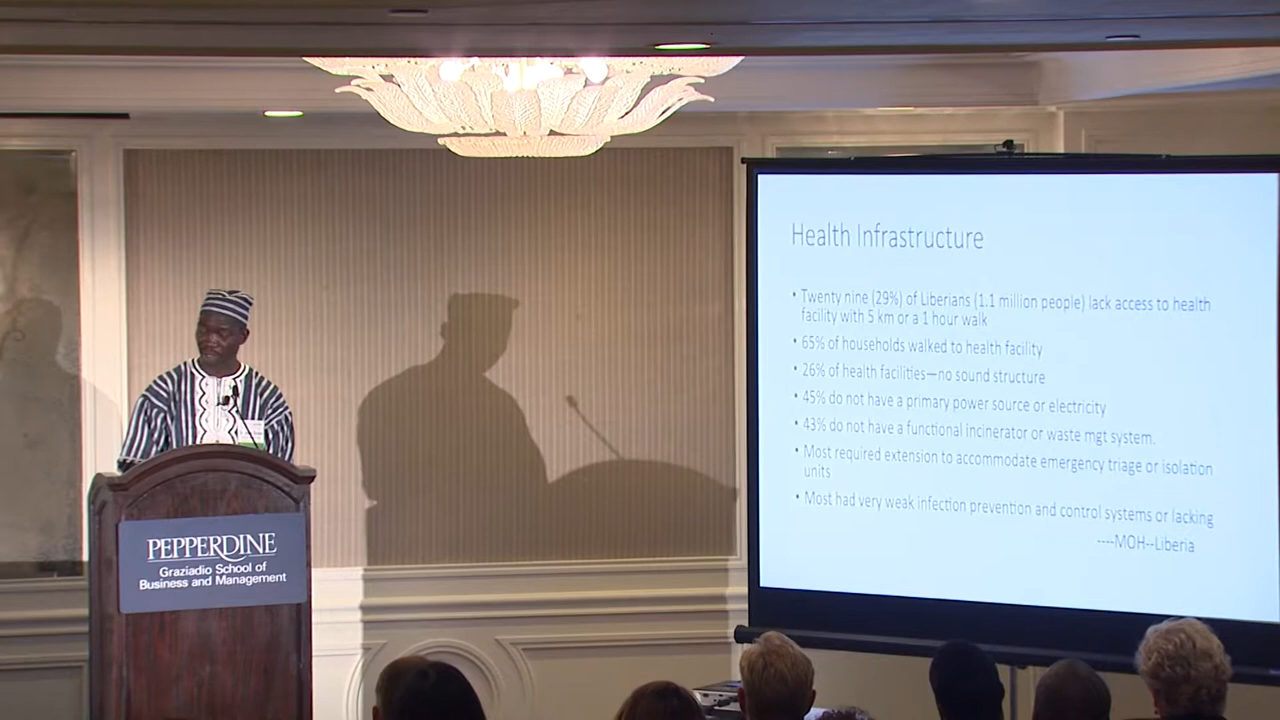 Health Infrastructure
• Twenty nine (29%) of Liberians (1.1 million people) lack access to health
facility with 5 km or a 1 hour walk
• 65% of households walked to health facility
• 26% of health facilities—no sound structure
• 45% do not have a primary power source or electricity
• 43% do not have a functional incinerator or waste mgt system.
• Most required extension to accommodate emergency triage or isolation
units
• Most had very weak infection prevention and control systems or lacking
----MOH--Liberia
PEPPERDINE
Graziadio School of
Business and Management